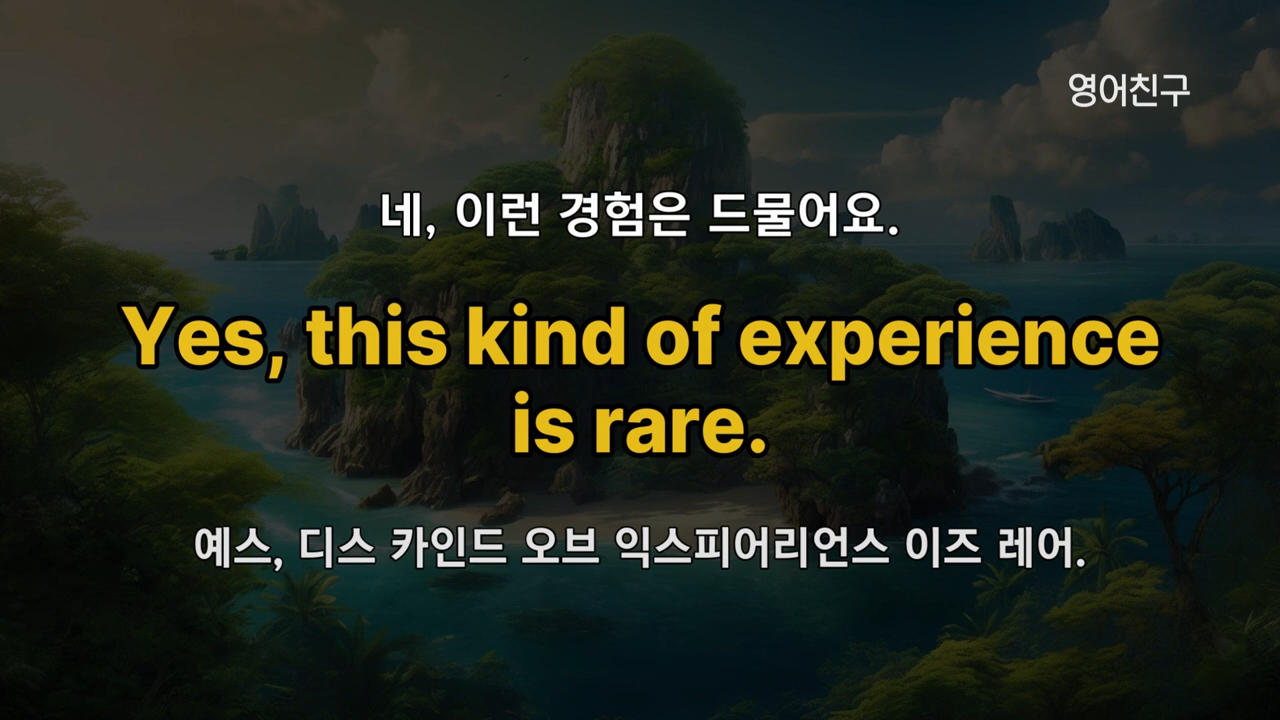 영어친구
네, 이런 경험은 드물어요.
Yes, this kind of experience
is rare.
예스, 디스 카인드 오브 익스피어리언스 이즈 레어.